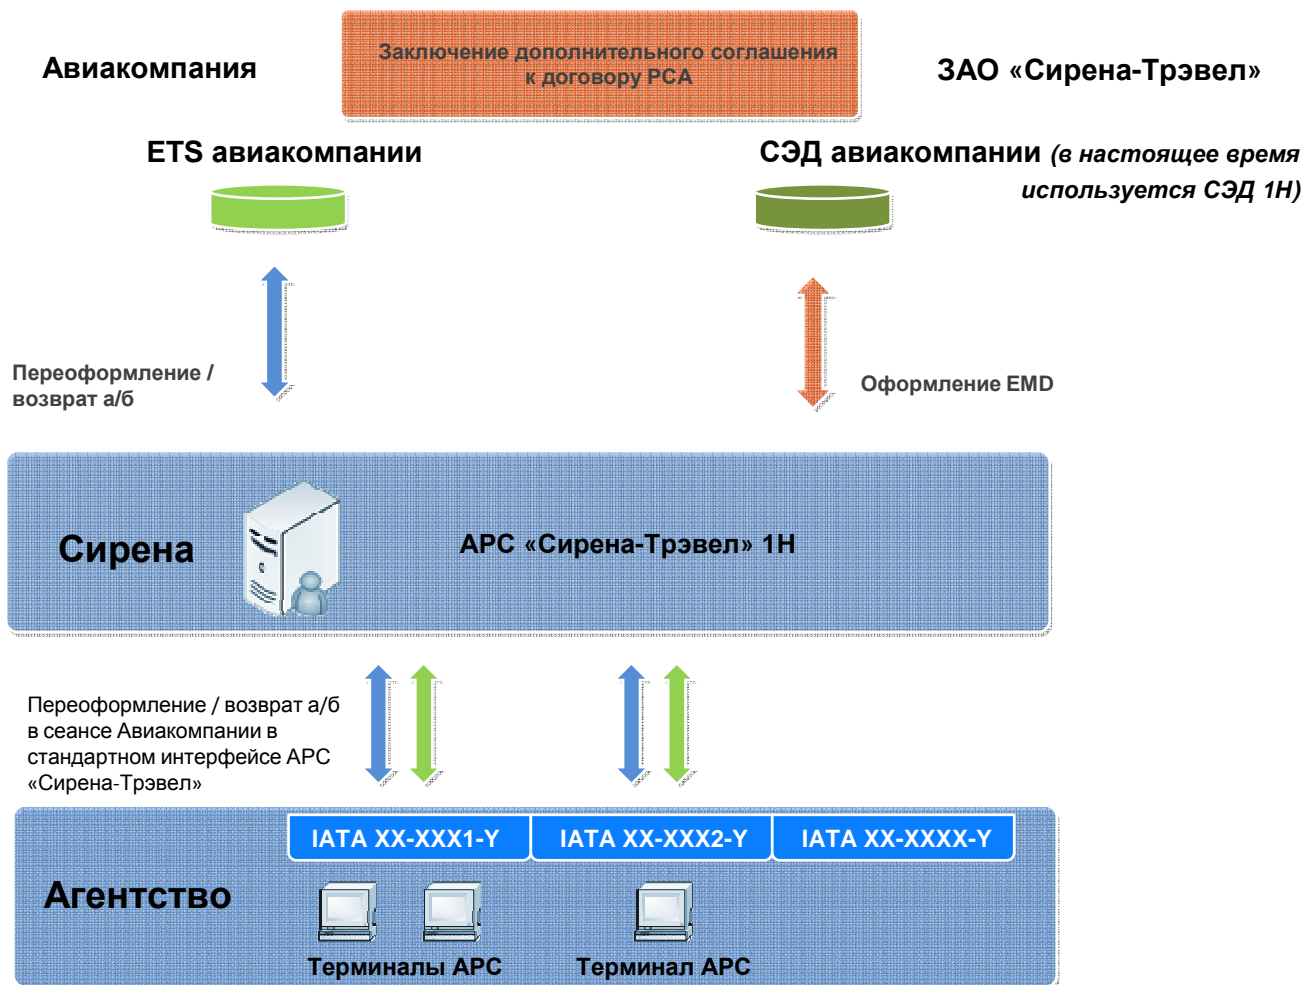 Авиакомпания
Заключение дополнительного соглашения
к договору РСА
ЗАО «Сирена-Трэвел»
ETS авиакомпании
СЭД авиакомпании (в настоящее время
используется СЭД 1Н)
Переоформление /
возврат а/б
Оформление EMD
Сирена
АРС «Сирена-Трэвел» 1Н
Переоформление / возврат а/б
в сеансе Авиакомпании в
стандартном интерфейсе АРС
«Сирена-Трэвел»
IATA XX-XXX1-Y
IATA XX-XXX2-Y
IATA XX-XXXX-Y
Агентство
Терминалы АРС
Терминал АРС